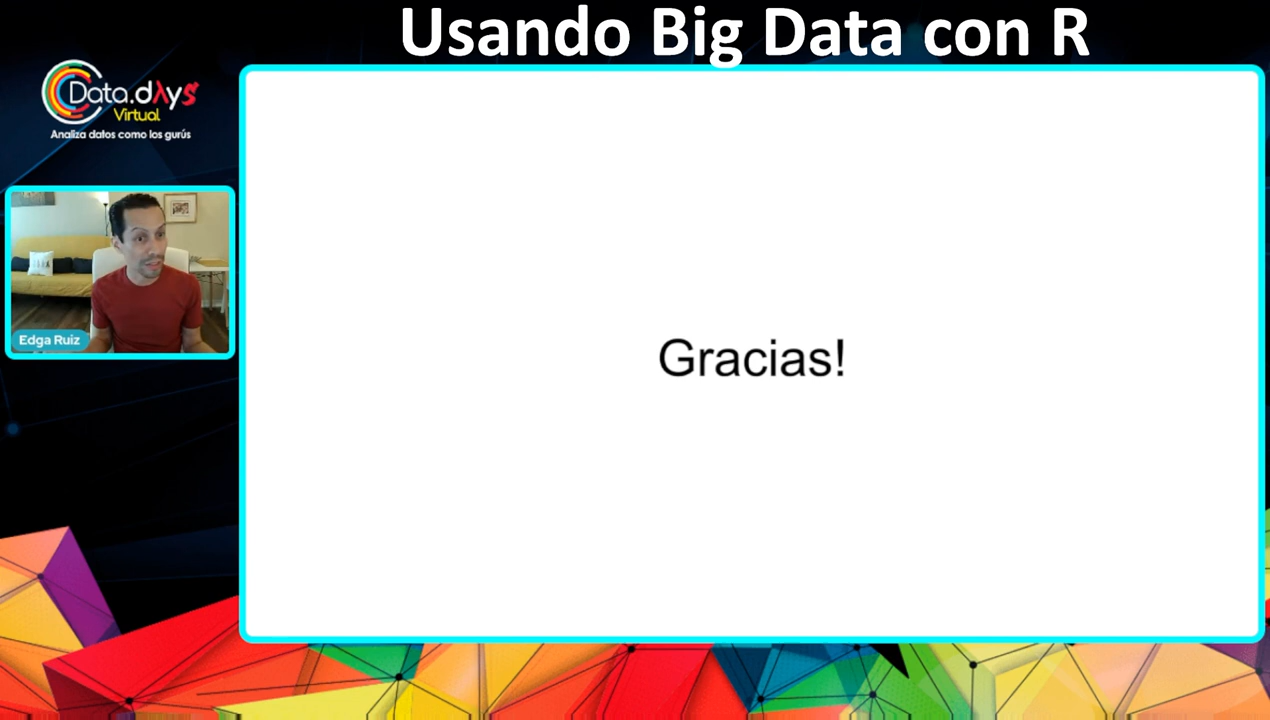 Usando Big Data con R
Data.dAys
Virtual
Analiza datos como los gurús
Edga Ruiz
Gracias!